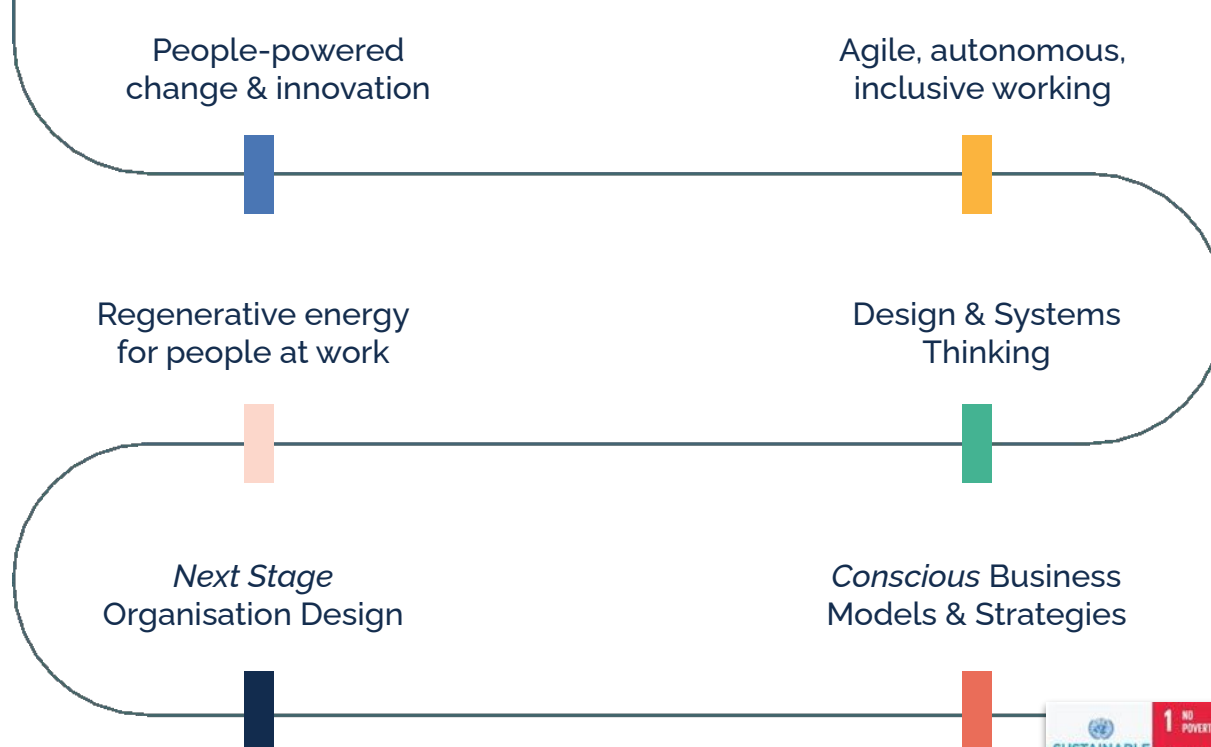 People-powered
change & innovation
Agile, autonomous,
inclusive working
Regenerative energy
for people at work
Design & Systems
Thinking
Next Stage
Organisation Design
Conscious Business
Models & Strategies
1 NO